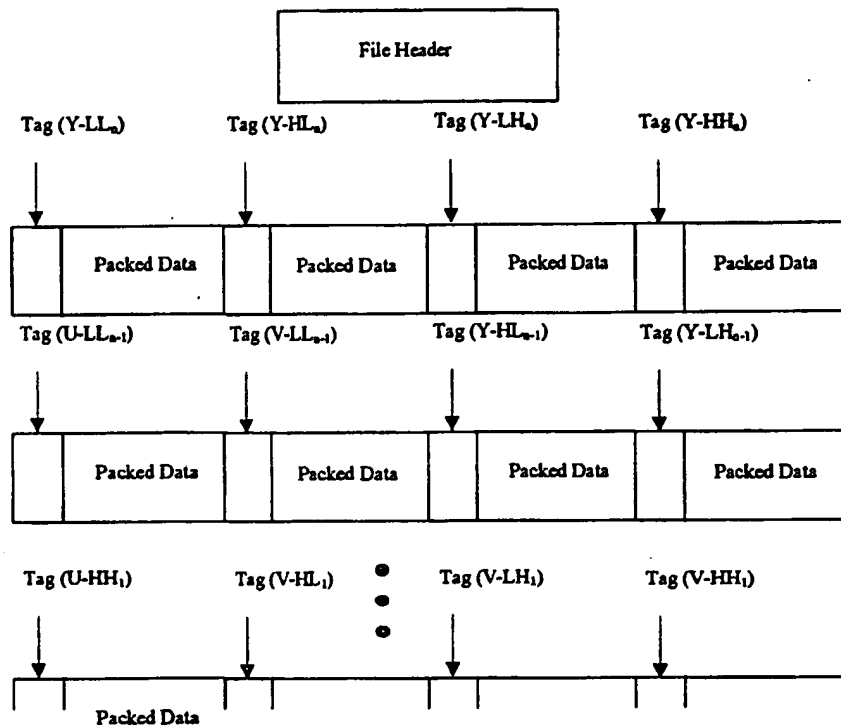 File Header
Tag (Y-LLₙ) Tag (Y-HLₙ) Tag (Y-LHₙ) Tag (Y-HHₙ)
Packed Data Packed Data Packed Data Packed Data
Tag (U-LLₙ₋₁) Tag (V-LLₙ₋₁) Tag (Y-HLₙ₋₁) Tag (Y-LHₙ₋₁)
Packed Data Packed Data Packed Data Packed Data
Tag (U-HH₁) Tag (V-HL₁) Tag (V-LH₁) Tag (V-HH₁)
Packed Data